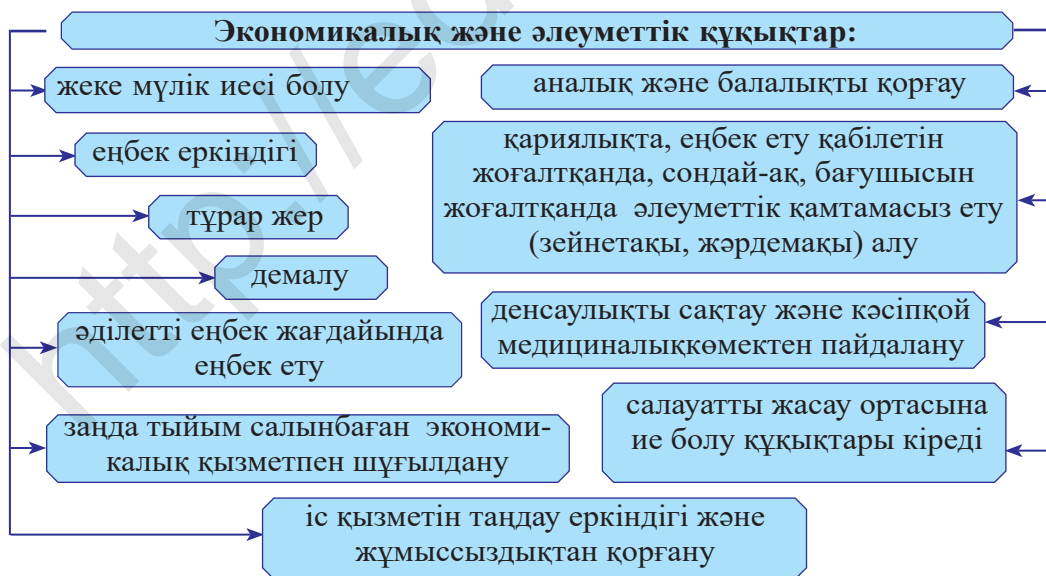 Экономикалық және әлеуметтік құқықтар:
жеке мүлік иесі болу
еңбек еркіндігі
тұрар жер
демалу
әділетті еңбек жағдайында
еңбек ету
заңда тыйым салынбаған экономи-
калық қызметпен шұғылдану
іс қызметін таңдау еркіндігі және
жұмыссыздықтан қорғану
аналық және балалықты қорғау
қариялықта, еңбек ету қабілетін
жоғалтқанда, сондай-ақ, бағушысын
жоғалтқанда әлеуметтік қамтамасыз ету
(зейнетақы, жәрдемақы) алу
денсаулықты сақтау және кәсіпқой
медициналықкөмектен пайдалану
салауатты жасау ортасына
ие болу құқықтары кіреді
http://e